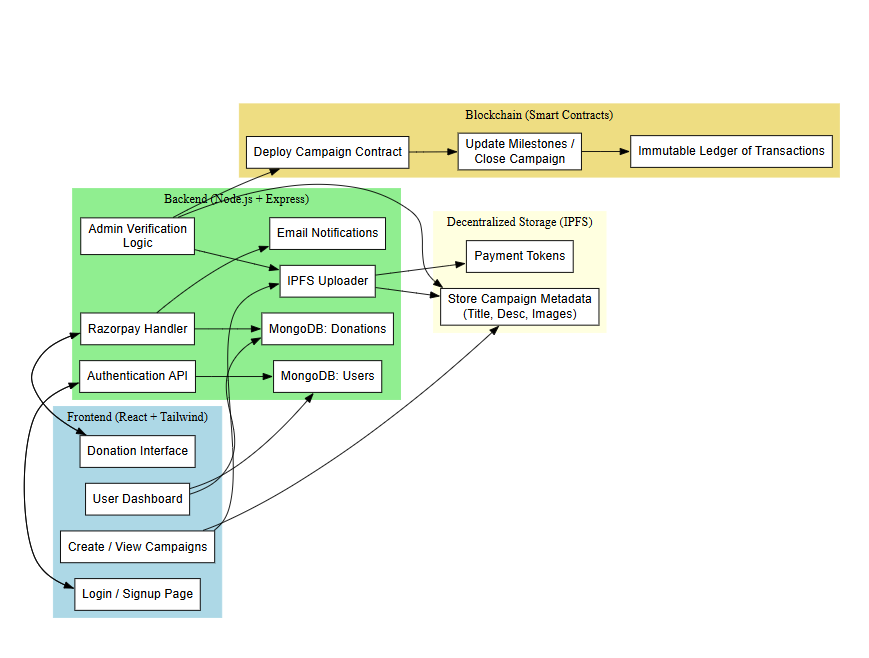 Blockchain (Smart Contracts)
Deploy Campaign Contract
Update Milestones /
Close Campaign
Immutable Ledger of Transactions
Backend (Node.js + Express)
Admin Verification
Logic
Email Notifications
IPFS Uploader
Razorpay Handler
MongoDB: Donations
Authentication API
MongoDB: Users
Decentralized Storage (IPFS)
Payment Tokens
Store Campaign Metadata
(Title, Desc, Images)
Frontend (React + Tailwind)
Donation Interface
User Dashboard
Create / View Campaigns
Login / Signup Page